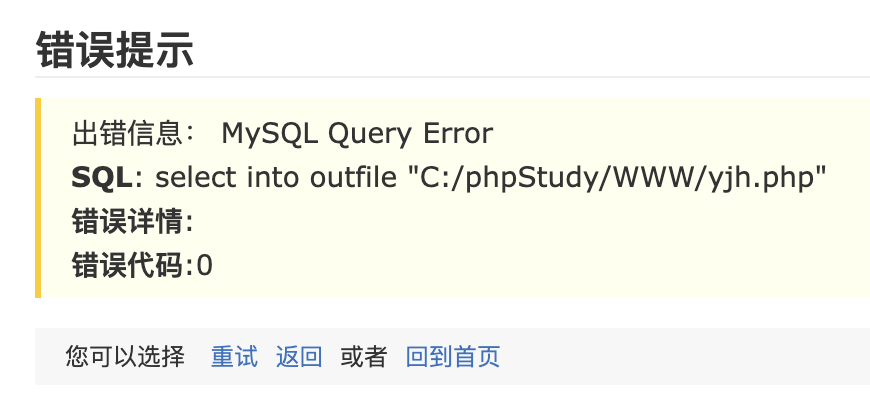 错误提示
出错信息： MySQL Query Error
SQL: select into outfile "C:/phpStudy/WWW/yjh.php"
错误详情:
错误代码:0
您可以选择 重试 返回 或者 回到首页